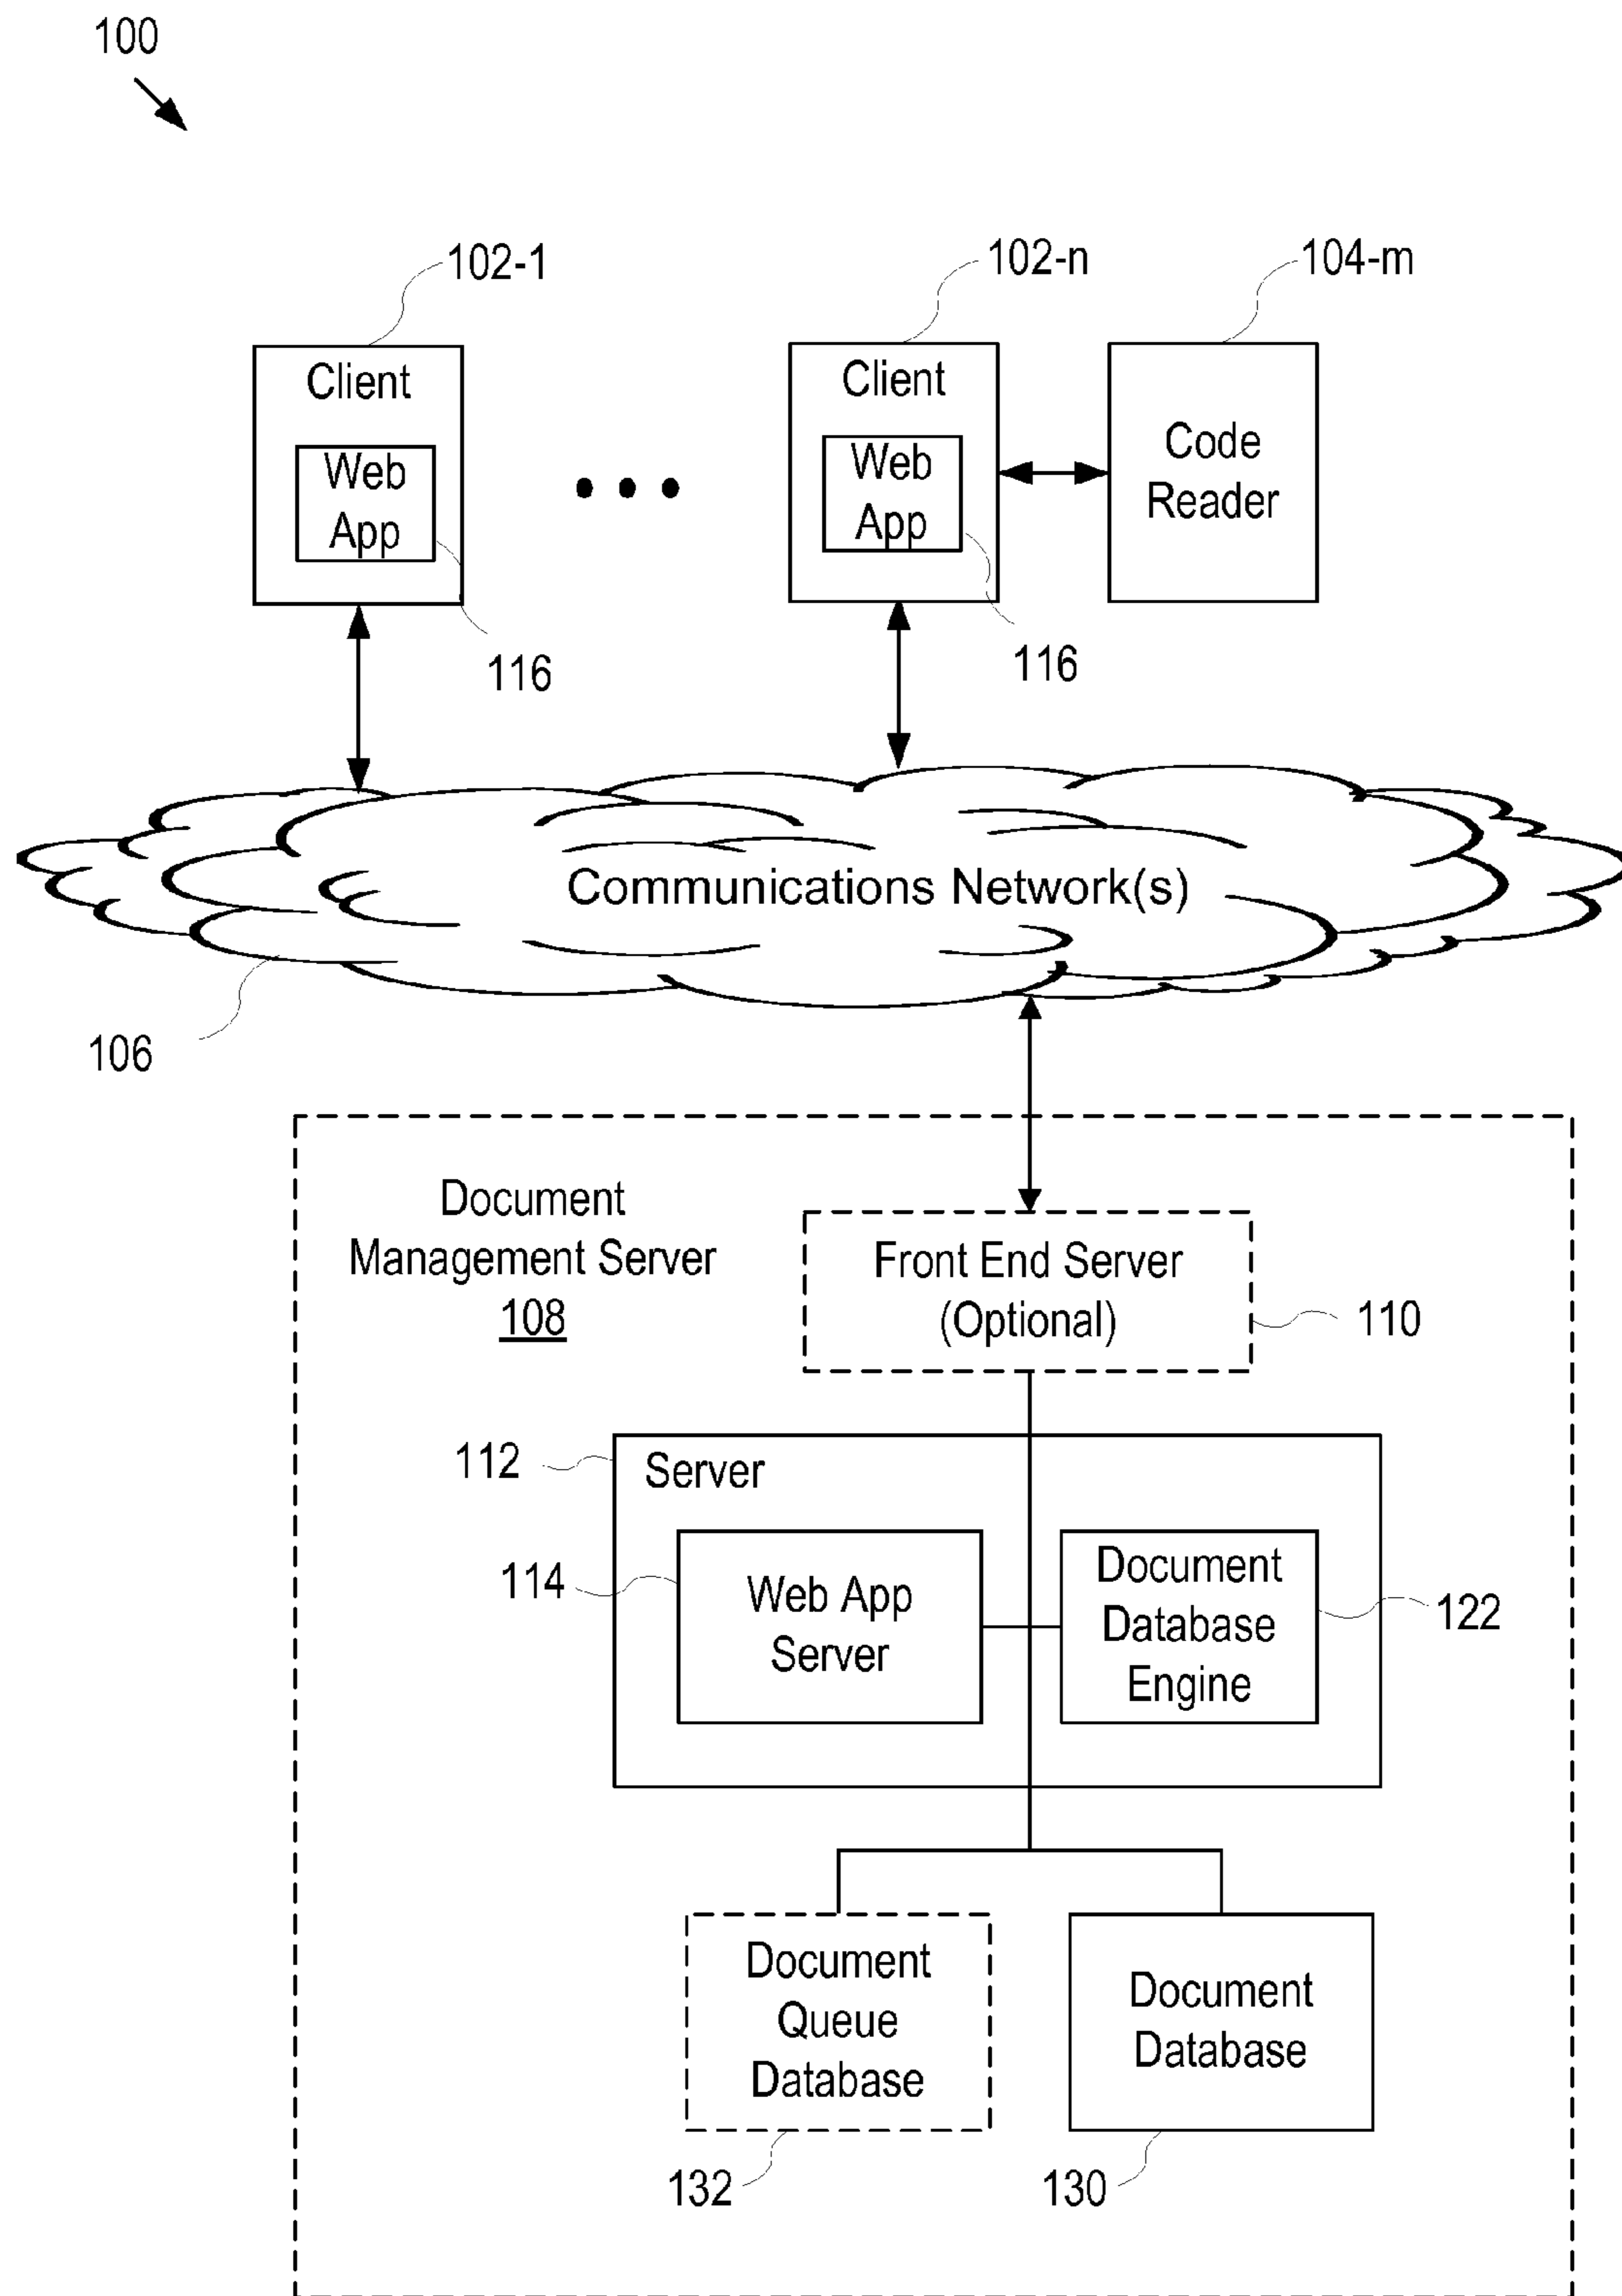 100
102-1
102-n
104-m
Client
Web
App
116
Client
Web
App
116
Code
Reader
Communications Network(s)
106
Document
Management Server
108
Front End Server
(Optional)
110
112
Server
114
Web App
Server
Document
Database
Engine
122
Document
Queue
Database
132
Document
Database
130